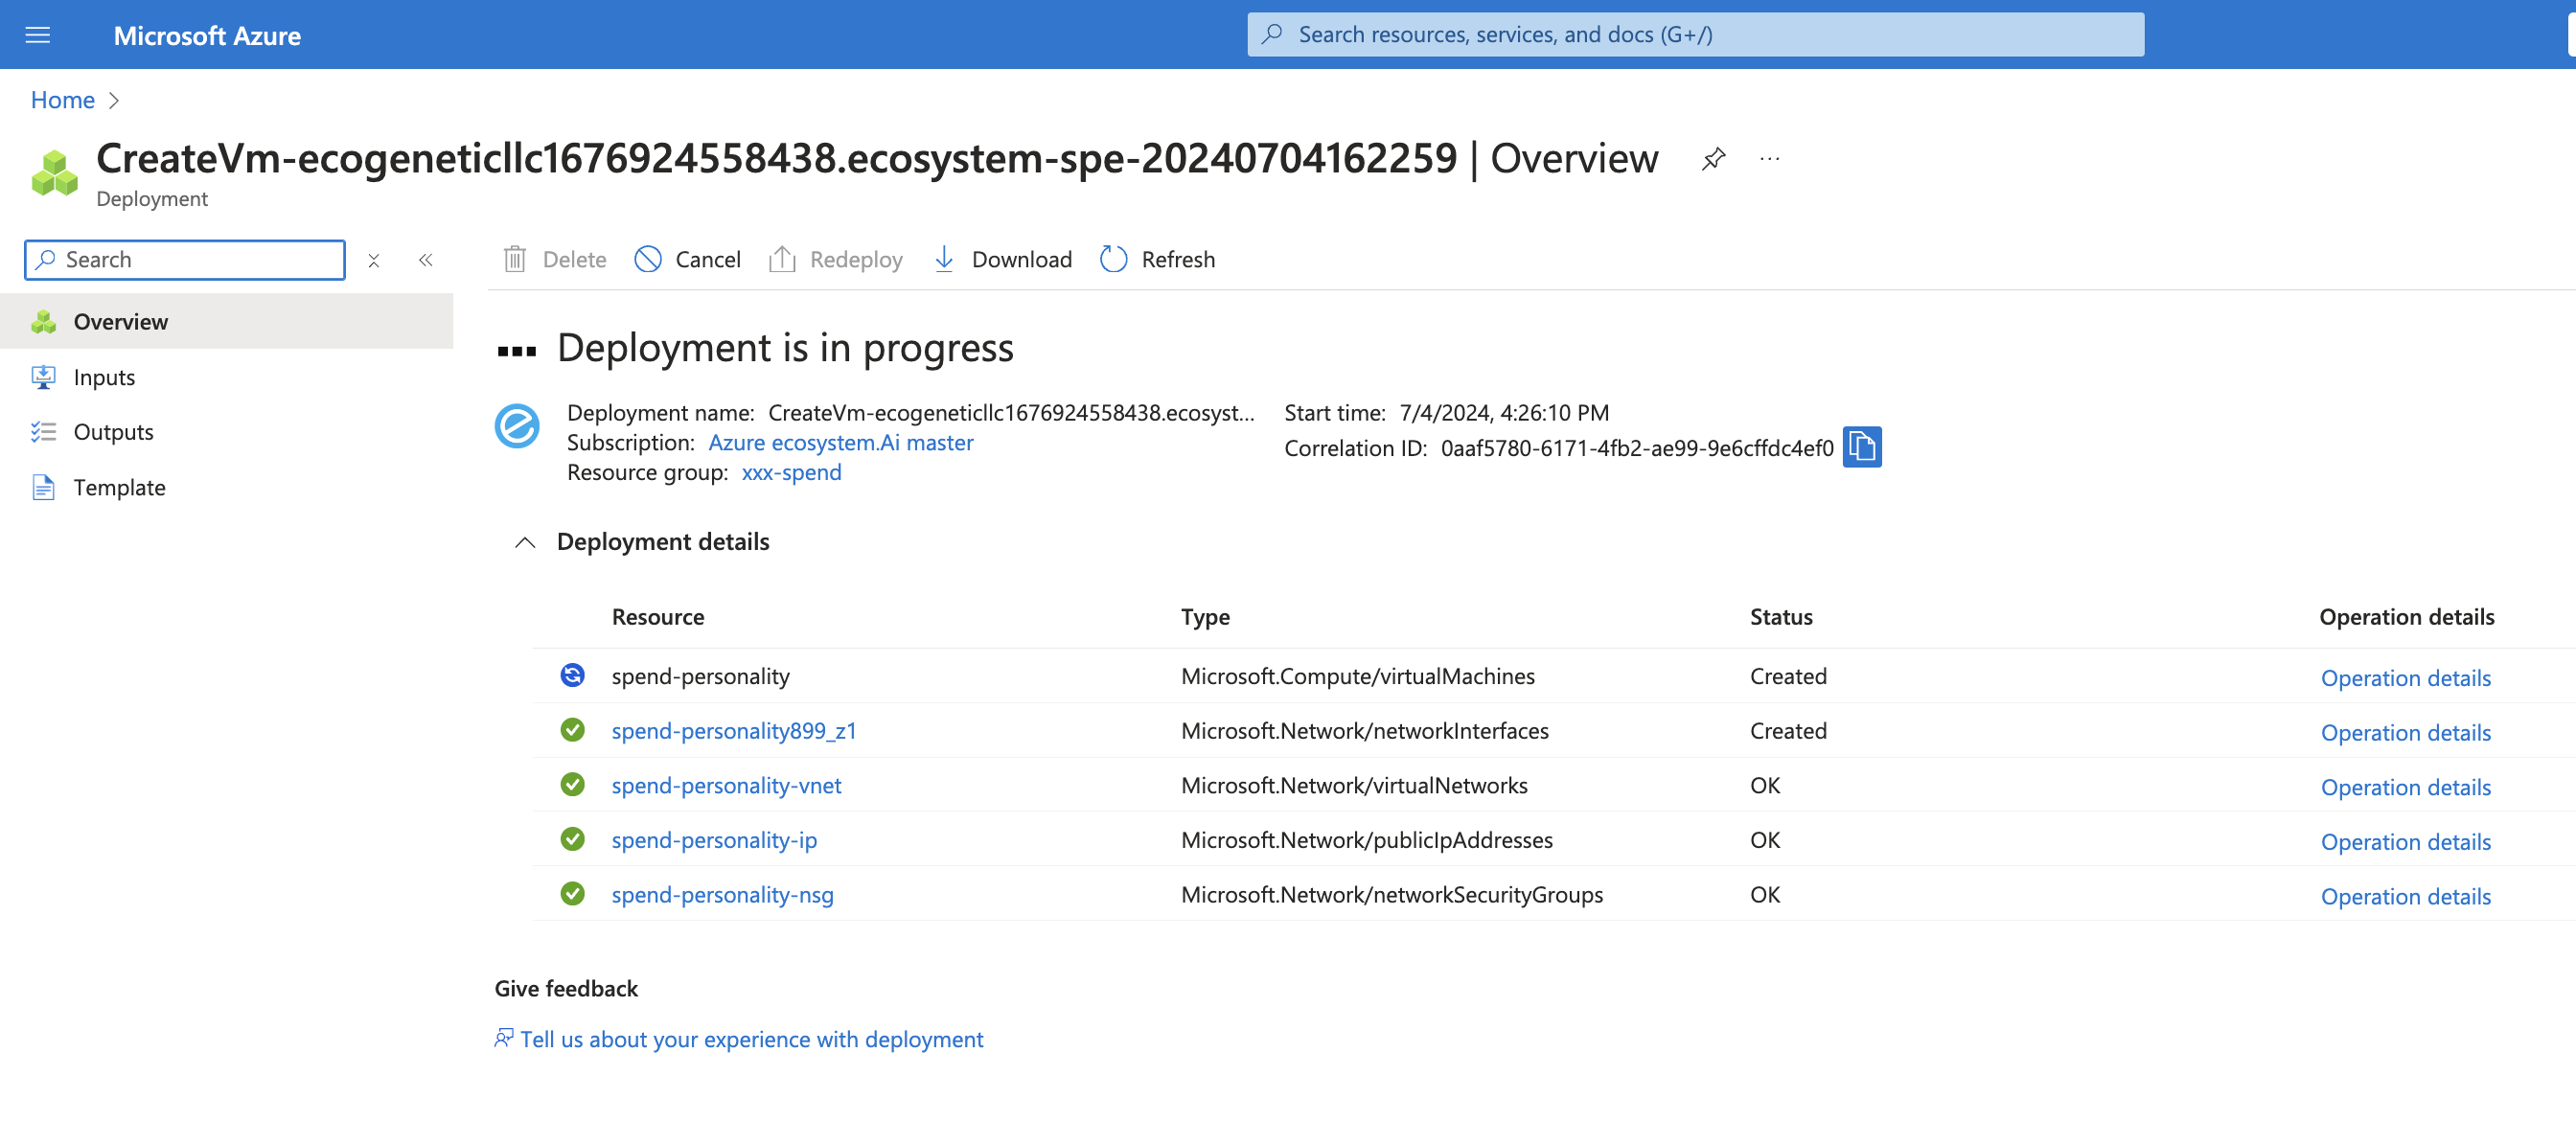 Microsoft Azure
Search resources, services, and docs (G+/)
Home
CreateVm-ecogeneticllc1676924558438.ecosystem-spe-20240704162259 | Overview
Deployment
Search
Delete Cancel Redeploy Download Refresh
Overview
Inputs
Outputs
Template
Deployment is in progress
Deployment name: CreateVm-ecogeneticllc1676924558438.ecosyst...
Subscription: Azure ecosystem.Ai master
Resource group: xxx-spend
Start time: 7/4/2024, 4:26:10 PM
Correlation ID: 0aaf5780-6171-4fb2-ae99-9e6cffdc4ef0
Deployment details
Resource Type Status Operation details
spend-personality Microsoft.Compute/virtualMachines Created Operation details
spend-personality899_z1 Microsoft.Network/networkInterfaces Created Operation details
spend-personality-vnet Microsoft.Network/virtualNetworks OK Operation details
spend-personality-ip Microsoft.Network/publicIpAddresses OK Operation details
spend-personality-nsg Microsoft.Network/networkSecurityGroups OK Operation details
Give feedback
Tell us about your experience with deployment